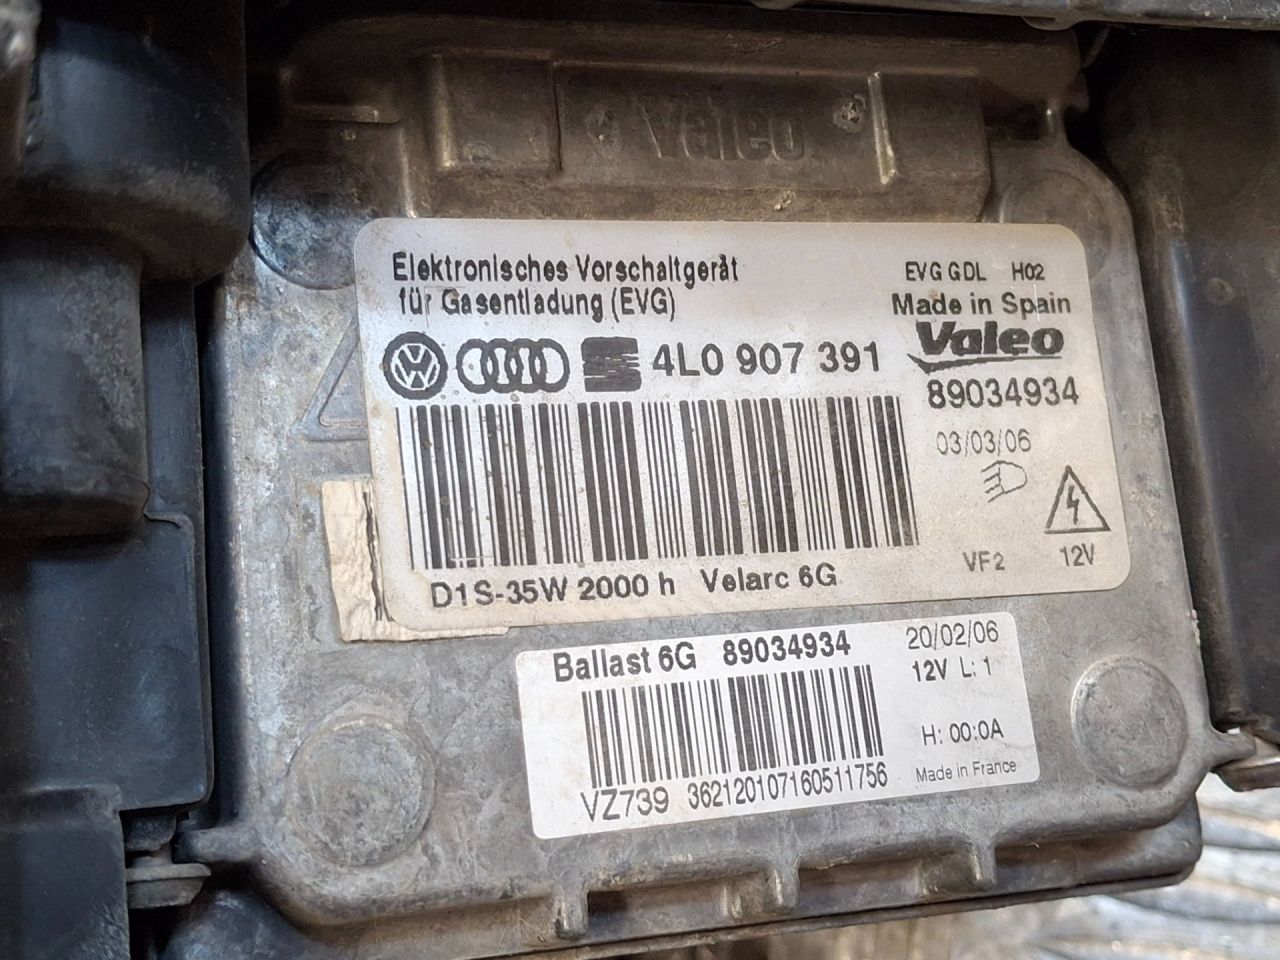 Valeo
Elektronisches Vorschaltgerät
für Gasentladung (EVG)
EVG GDL H02
Made in Spain
Valeo
4L0 907 391
89034934
03/03/06
VF2 12V
D1S-35W 2000 h Velarc 6G
Ballast 6G 89034934
20/02/06
12V L: 1
H: 00:0A
Made in France
VZ739 362120107160511756